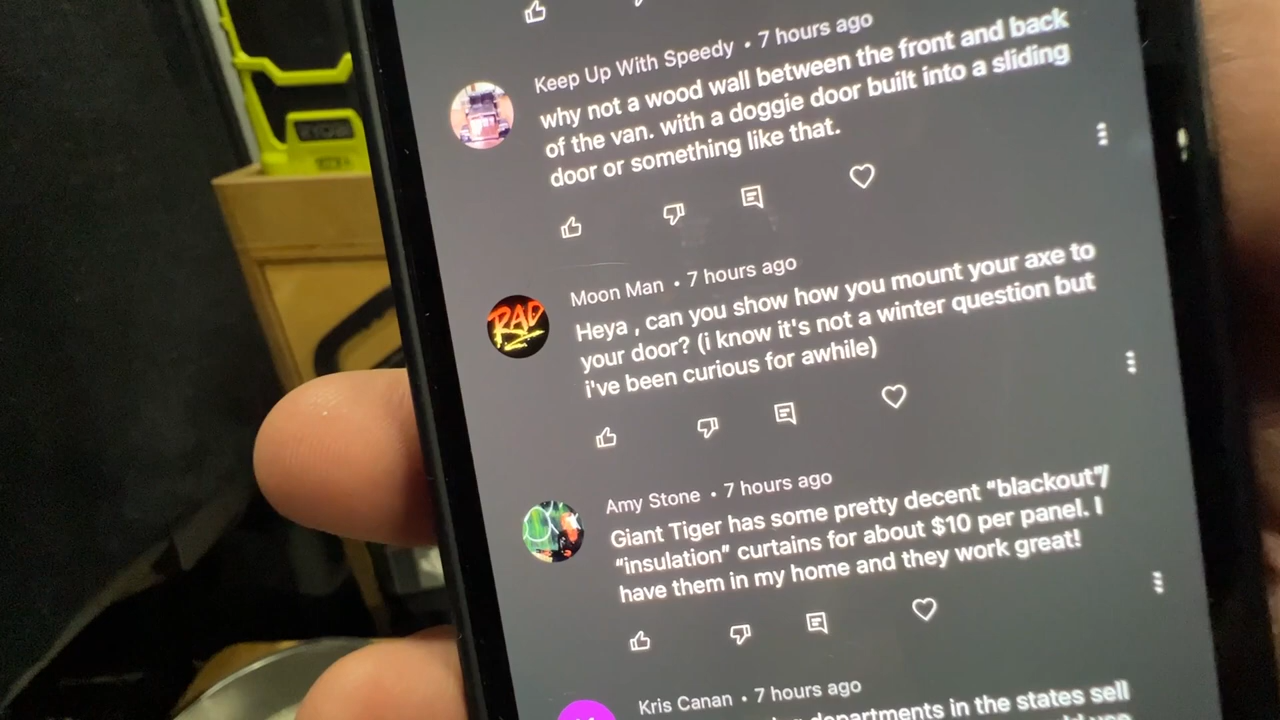 Keep Up With Speedy • 7 hours ago
why not a wood wall between the front and back
of the van. with a doggie door built into a sliding
door or something like that.
Moon Man • 7 hours ago
RAD
Heya , can you show how you mount your axe to
your door? (i know it's not a winter question but
i've been curious for awhile)
Amy Stone • 7 hours ago
Giant Tiger has some pretty decent “blackout”/
“insulation” curtains for about $10 per panel. I
have them in my home and they work great!
Kris Canan • 7 hours ago
departments in the states sell